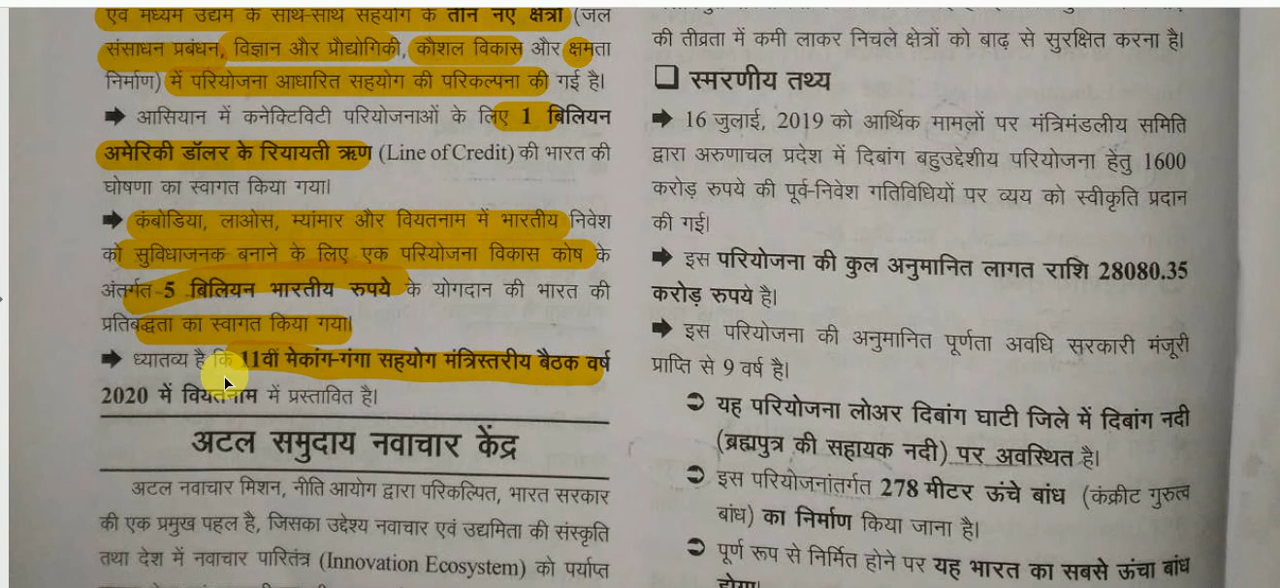 एवं मध्यम उद्यम के साथ-साथ सहयोग के तीन नए क्षेत्रों (जल
संसाधन प्रबंधन, विज्ञान और प्रौद्योगिकी, कौशल विकास और क्षमता
निर्माण) में परियोजना आधारित सहयोग की परिकल्पना की गई है।
➡ आसियान में कनेक्टिविटी परियोजनाओं के लिए 1 बिलियन
अमेरिकी डॉलर के रियायती ऋण (Line of Credit) की भारत की
घोषणा का स्वागत किया गया।
➡ कंबोडिया, लाओस, म्यांमार और वियतनाम में भारतीय निवेश
को सुविधाजनक बनाने के लिए एक परियोजना विकास कोष के
अंतर्गत 5 बिलियन भारतीय रुपये के योगदान की भारत की
प्रतिबद्धता का स्वागत किया गया।
➡ ध्यातव्य है कि 11वीं मेकांग-गंगा सहयोग मंत्रिस्तरीय बैठक वर्ष
2020 में वियतनाम में प्रस्तावित है।
अटल समुदाय नवाचार केंद्र
अटल नवाचार मिशन, नीति आयोग द्वारा परिकल्पित, भारत सरकार
की एक प्रमुख पहल है, जिसका उद्देश्य नवाचार एवं उद्यमिता की संस्कृति
तथा देश में नवाचार पारितंत्र (Innovation Ecosystem) को पर्याप्त
की तीव्रता में कमी लाकर निचले क्षेत्रों को बाढ़ से सुरक्षित करना है।
❑ स्मरणीय तथ्य
➡ 16 जुलाई, 2019 को आर्थिक मामलों पर मंत्रिमंडलीय समिति
द्वारा अरुणाचल प्रदेश में दिबांग बहुउद्देशीय परियोजना हेतु 1600
करोड़ रुपये की पूर्व-निवेश गतिविधियों पर व्यय को स्वीकृति प्रदान
की गई।
➡ इस परियोजना की कुल अनुमानित लागत राशि 28080.35
करोड़ रुपये है।
➡ इस परियोजना की अनुमानित पूर्णता अवधि सरकारी मंजूरी
प्राप्ति से 9 वर्ष है।
➲ यह परियोजना लोअर दिबांग घाटी जिले में दिबांग नदी
(ब्रह्मपुत्र की सहायक नदी) पर अवस्थित है।
➲ इस परियोजनांतर्गत 278 मीटर ऊंचे बांध (कंक्रीट गुरुत्व
बांध) का निर्माण किया जाना है।
➲ पूर्ण रूप से निर्मित होने पर यह भारत का सबसे ऊंचा बांध
होगा।